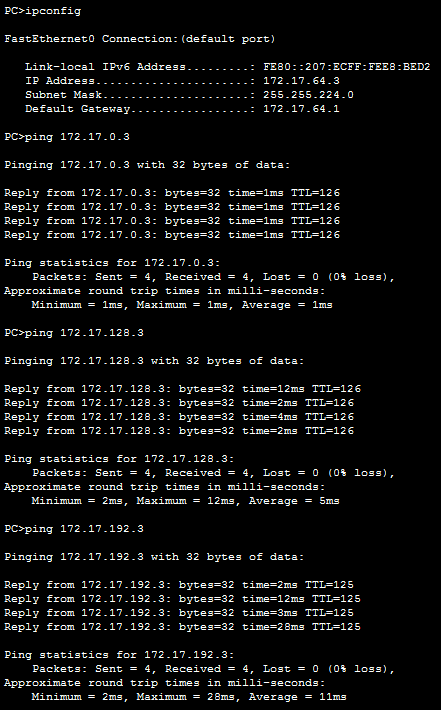 PC>ipconfig
FastEthernet0 Connection:(default port)
Link-local IPv6 Address.........: FE80::207:ECFF:FEE8:BED2
IP Address......................: 172.17.64.3
Subnet Mask.....................: 255.255.224.0
Default Gateway.................: 172.17.64.1
PC>ping 172.17.0.3
Pinging 172.17.0.3 with 32 bytes of data:
Reply from 172.17.0.3: bytes=32 time=1ms TTL=126
Reply from 172.17.0.3: bytes=32 time=1ms TTL=126
Reply from 172.17.0.3: bytes=32 time=1ms TTL=126
Reply from 172.17.0.3: bytes=32 time=1ms TTL=126
Ping statistics for 172.17.0.3:
Packets: Sent = 4, Received = 4, Lost = 0 (0% loss),
Approximate round trip times in milli-seconds:
Minimum = 1ms, Maximum = 1ms, Average = 1ms
PC>ping 172.17.128.3
Pinging 172.17.128.3 with 32 bytes of data:
Reply from 172.17.128.3: bytes=32 time=12ms TTL=126
Reply from 172.17.128.3: bytes=32 time=2ms TTL=126
Reply from 172.17.128.3: bytes=32 time=4ms TTL=126
Reply from 172.17.128.3: bytes=32 time=2ms TTL=126
Ping statistics for 172.17.128.3:
Packets: Sent = 4, Received = 4, Lost = 0 (0% loss),
Approximate round trip times in milli-seconds:
Minimum = 2ms, Maximum = 12ms, Average = 5ms
PC>ping 172.17.192.3
Pinging 172.17.192.3 with 32 bytes of data:
Reply from 172.17.192.3: bytes=32 time=2ms TTL=125
Reply from 172.17.192.3: bytes=32 time=12ms TTL=125
Reply from 172.17.192.3: bytes=32 time=3ms TTL=125
Reply from 172.17.192.3: bytes=32 time=28ms TTL=125
Ping statistics for 172.17.192.3:
Packets: Sent = 4, Received = 4, Lost = 0 (0% loss),
Approximate round trip times in milli-seconds:
Minimum = 2ms, Maximum = 28ms, Average = 11ms